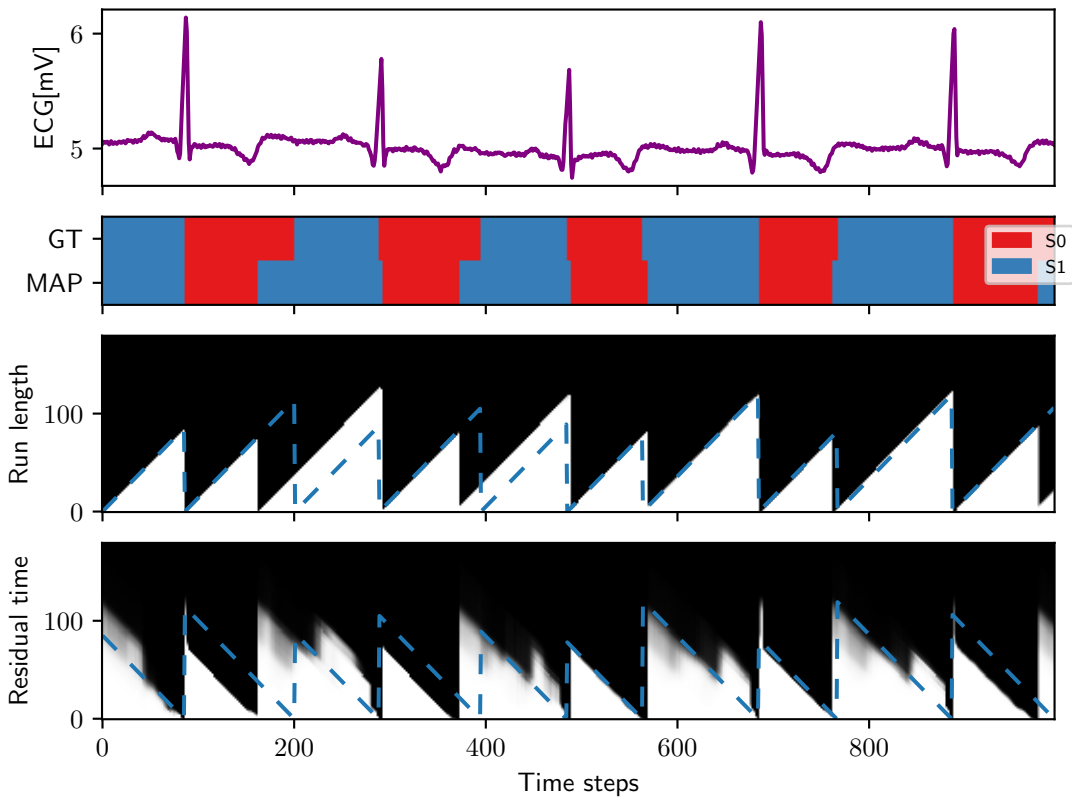 ECG[mV]
6
5
GT
MAP
S0
S1
Run length
100
0
Residual time
100
0
0
200
400
600
800
Time steps